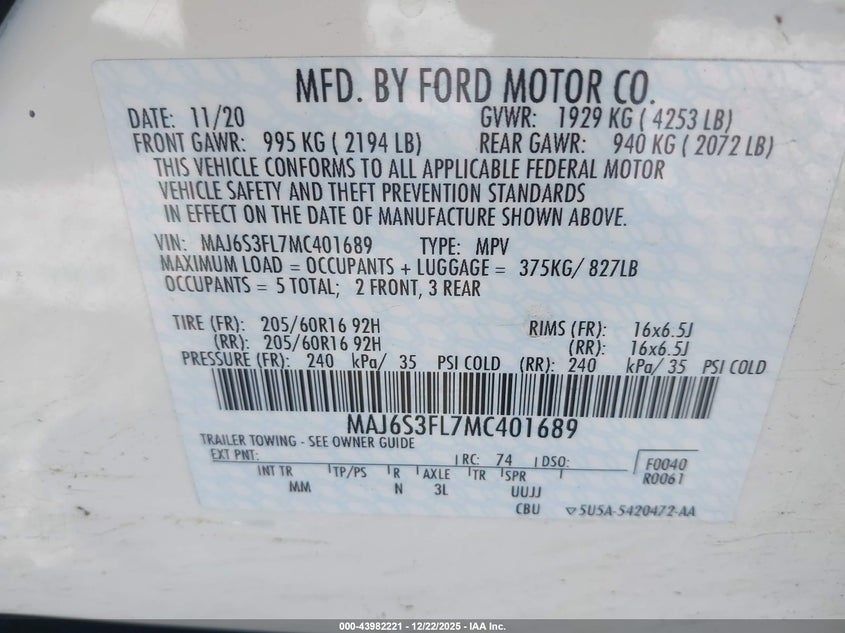 MFD. BY FORD MOTOR CO.
DATE: 11/20 GVWR: 1929 KG ( 4253 LB)
FRONT GAWR: 995 KG ( 2194 LB) REAR GAWR: 940 KG ( 2072 LB)
THIS VEHICLE CONFORMS TO ALL APPLICABLE FEDERAL MOTOR
VEHICLE SAFETY AND THEFT PREVENTION STANDARDS
IN EFFECT ON THE DATE OF MANUFACTURE SHOWN ABOVE.
VIN: MAJ6S3FL7MC401689 TYPE: MPV
MAXIMUM LOAD = OCCUPANTS + LUGGAGE = 375KG/ 827LB
OCCUPANTS = 5 TOTAL; 2 FRONT, 3 REAR
TIRE (FR): 205/60R16 92H RIMS (FR): 16x6.5J
(RR): 205/60R16 92H (RR): 16x6.5J
PRESSURE (FR): 240 kPa/ 35 PSI COLD (RR): 240 kPa/ 35 PSI COLD
MAJ6S3FL7MC401689
TRAILER TOWING - SEE OWNER GUIDE
EXT PNT: RC: 74 DSO: F0040
INT TR TP/PS R AXLE TR SPR R0061
MM N 3L UUJJ
CBU 5U5A-5420472-AA
000-43982221 - 12/22/2025 - IAA Inc.